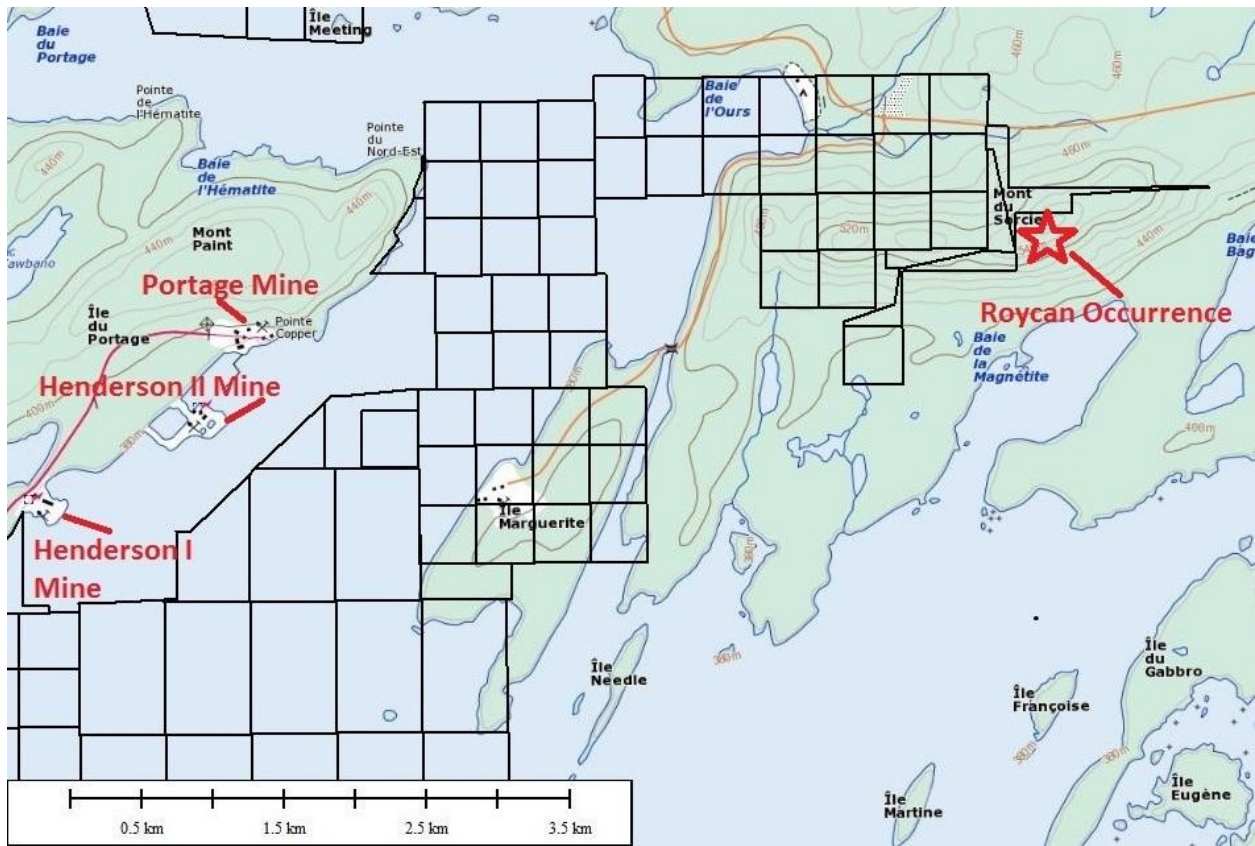 Île
Meeting
Baie
du
Portage
Pointe
de
l'Hématite
Pointe
du
Nord-Est
Baie
de
l'Hématite
440m
440m
440m
Mont
Paint
Portage Mine
Île
du
Portage
Pointe
Copper
Henderson II Mine
400m
380m
Henderson I
Mine
Baie
de
l'Ours
460m
460m
460m
Mont
du
520m
440m
Roycan Occurrence
Baie
de la
Magnétite
400m
Île
Marguerite
380m
Île
Needle
380m
Île
du
Gabbro
Île
Françoise
380m
380m
Île
Eugène
Île
Martine
0.5 km
1.5 km
2.5 km
3.5 km